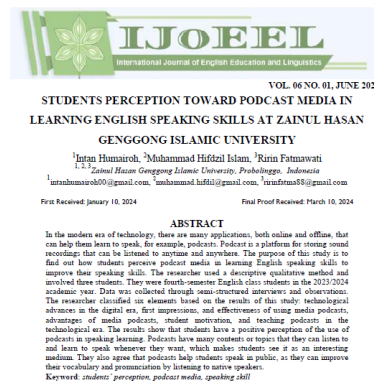 IJOEEL
International Journal of English Education and Linguistics
VOL. 06 NO. 01, JUNE 202
STUDENTS PERCEPTION TOWARD PODCAST MEDIA IN
LEARNING ENGLISH SPEAKING SKILLS AT ZAINUL HASAN
GENGGONG ISLAMIC UNIVERSITY
1Intan Humairoh, 2Muhammad Hifdzil Islam, 3Ririn Fatmawati
1, 2, 3Zainul Hasan Genggong Islamic University, Probolinggo, Indonesia
1intanhumairoh00@gmail.com, 2muhammad.hifdil@gmail.com, 3ririnfatma88@gmail.com
First Received: January 10, 2024 Final Proof Received: March 10, 2024
ABSTRACT
In the modern era of technology, there are many applications, both online and offline, that
can help them learn to speak, for example, podcasts. Podcast is a platform for storing sound
recordings that can be listened to anytime and anywhere. The purpose of this study is to
find out how students perceive podcast media in learning English speaking skills to
improve their speaking skills. The researcher used a descriptive qualitative method and
involved three students. They were fourth-semester English class students in the 2023/2024
academic year. Data was collected through semi-structured interviews and observations.
The researcher classified six elements based on the results of this study: technological
advances in the digital era, first impressions, and effectiveness of using media podcasts,
advantages of media podcasts, student motivation, and teaching podcasts in the
technological era. The results show that students have a positive perception of the use of
podcasts in speaking learning. Podcasts have many contents or topics that they can listen to
and learn to speak whenever they want, which makes students see it as an interesting
medium. They also agree that podcasts help students speak in public, as they can improve
their vocabulary and pronunciation by listening to native speakers.
Keyword: students' perception, podcast media, speaking skill